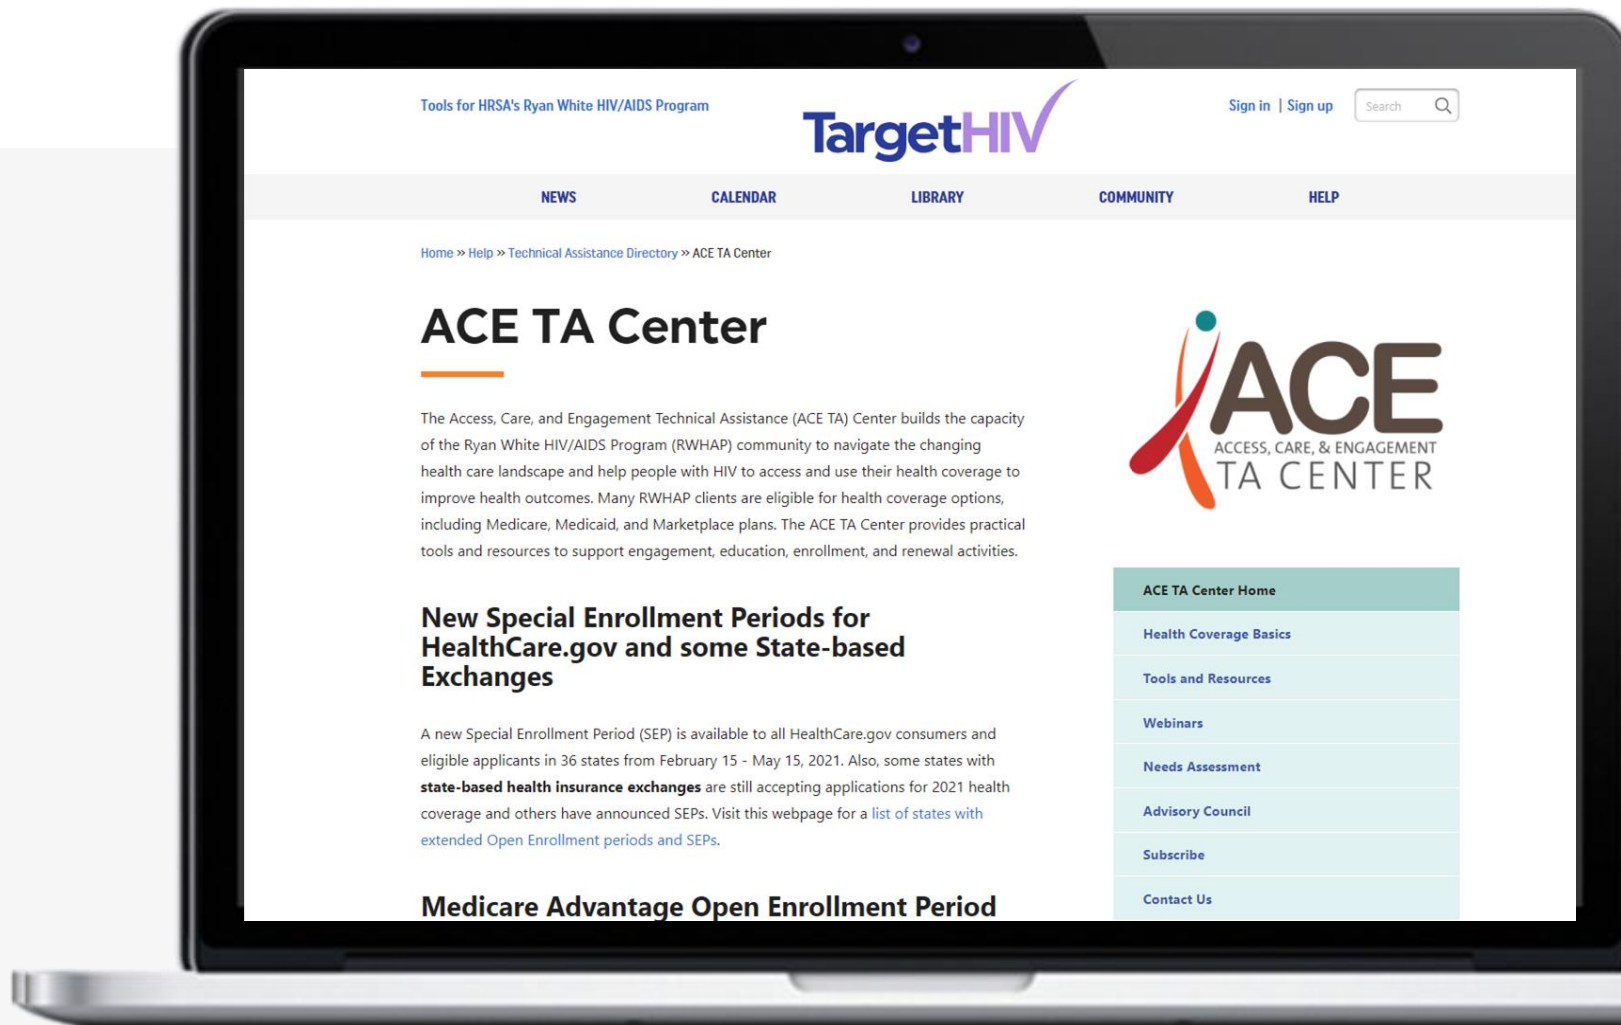 Tools for HRSA's Ryan White HIV/AIDS Program
TargetHIV
Sign in | Sign up
Search
NEWS
CALENDAR
LIBRARY
COMMUNITY
HELP
Home » Help » Technical Assistance Directory » ACE TA Center
ACE TA Center
The Access, Care, and Engagement Technical Assistance (ACE TA) Center builds the capacity
of the Ryan White HIV/AIDS Program (RWHAP) community to navigate the changing
health care landscape and help people with HIV to access and use their health coverage to
improve health outcomes. Many RWHAP clients are eligible for health coverage options,
including Medicare, Medicaid, and Marketplace plans. The ACE TA Center provides practical
tools and resources to support engagement, education, enrollment, and renewal activities.
New Special Enrollment Periods for
HealthCare.gov and some State-based
Exchanges
A new Special Enrollment Period (SEP) is available to all HealthCare.gov consumers and
eligible applicants in 36 states from February 15 - May 15, 2021. Also, some states with
state-based health insurance exchanges are still accepting applications for 2021 health
coverage and others have announced SEPs. Visit this webpage for a list of states with
extended Open Enrollment periods and SEPs.
Medicare Advantage Open Enrollment Period
ACE
ACCESS, CARE, & ENGAGEMENT
TA CENTER
ACE TA Center Home
Health Coverage Basics
Tools and Resources
Webinars
Needs Assessment
Advisory Council
Subscribe
Contact Us